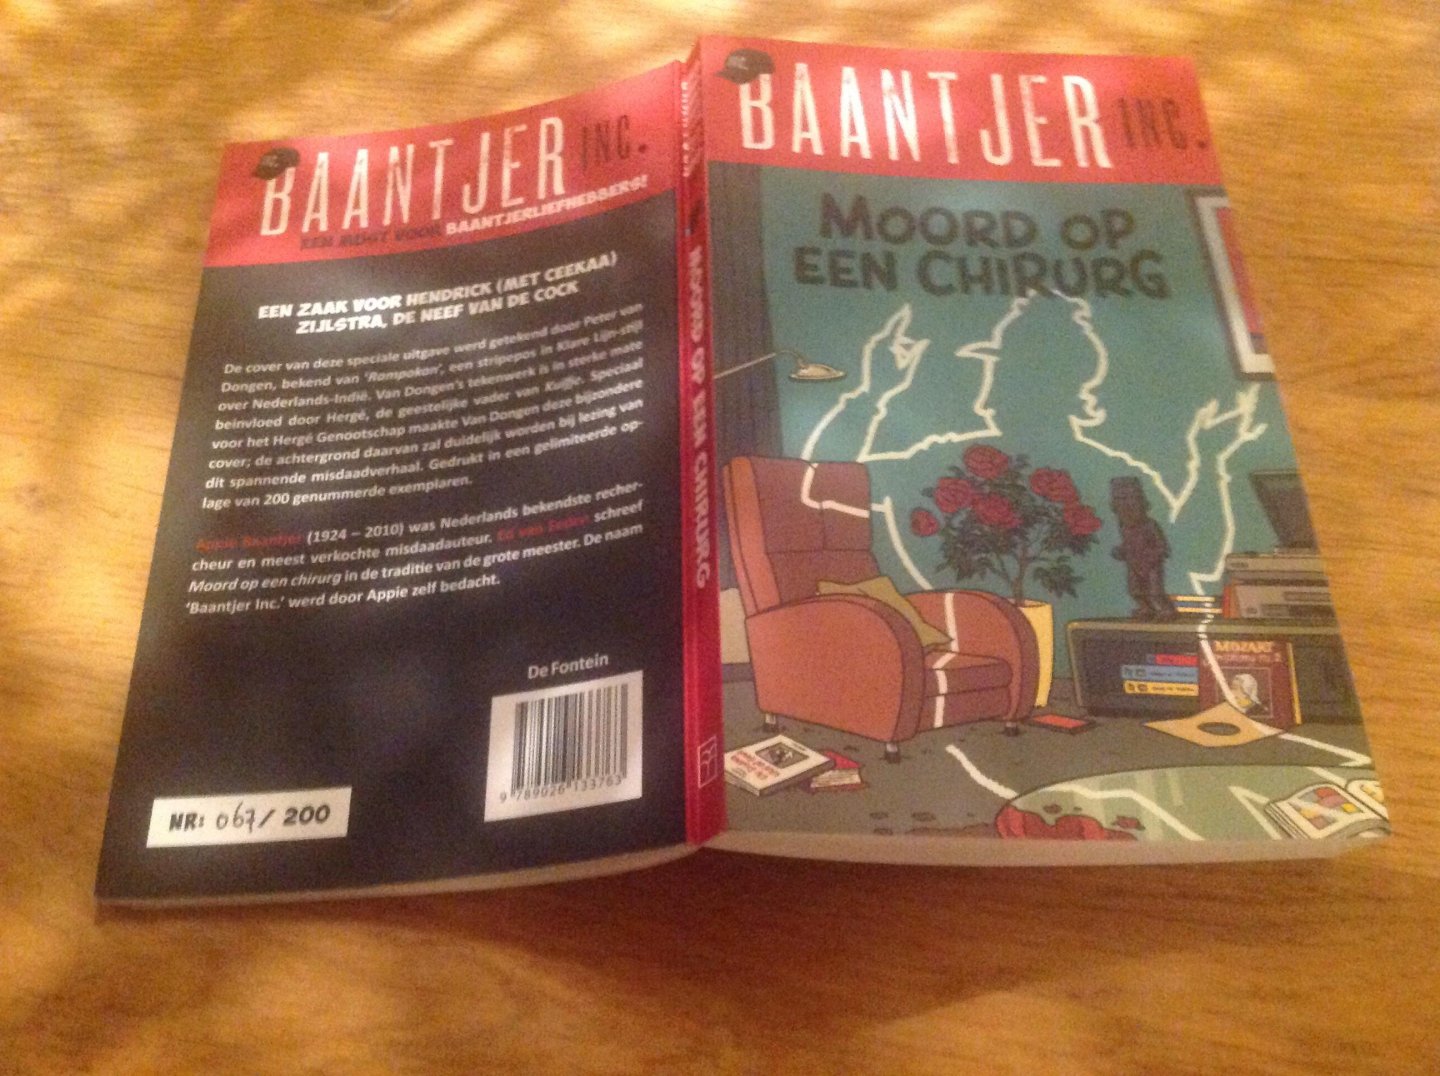 BAANTJER INC.
EEN MUST VOOR BAANTJERLIEFHEBBERS!
EEN ZAAK VOOR HENDRICK (MET CEEKAA)
ZIJLSTRA, DE NEEF VAN DE COCK
De cover van deze speciale uitgave werd getekend door Peter van
Dongen, bekend van ‘Rampokan’, een stripepos in Klare Lijn-stijl
over Nederlands-Indië. Van Dongen’s tekenwerk is in sterke mate
beïnvloed door Hergé, de geestelijke vader van Kuifje. Speciaal
voor het Hergé Genootschap maakte Van Dongen deze bijzondere
cover; de achtergrond daarvan zal duidelijk worden bij lezing van
dit spannende misdaadverhaal. Gedrukt in een gelimiteerde op-
lage van 200 genummerde exemplaren.
Appie Baantjer (1924 – 2010) was Nederlands bekendste recher-
cheur en meest verkochte misdaadauteur. Ed van Eeden schreef
Moord op een chirurg in de traditie van de grote meester. De naam
‘Baantjer Inc.’ werd door Appie zelf bedacht.
De Fontein
9 789026 133763
NR: 067/ 200
MOORD OP EEN CHIRURG
BAANTJER INC.
MOORD OP
EEN CHIRURG
MOZART